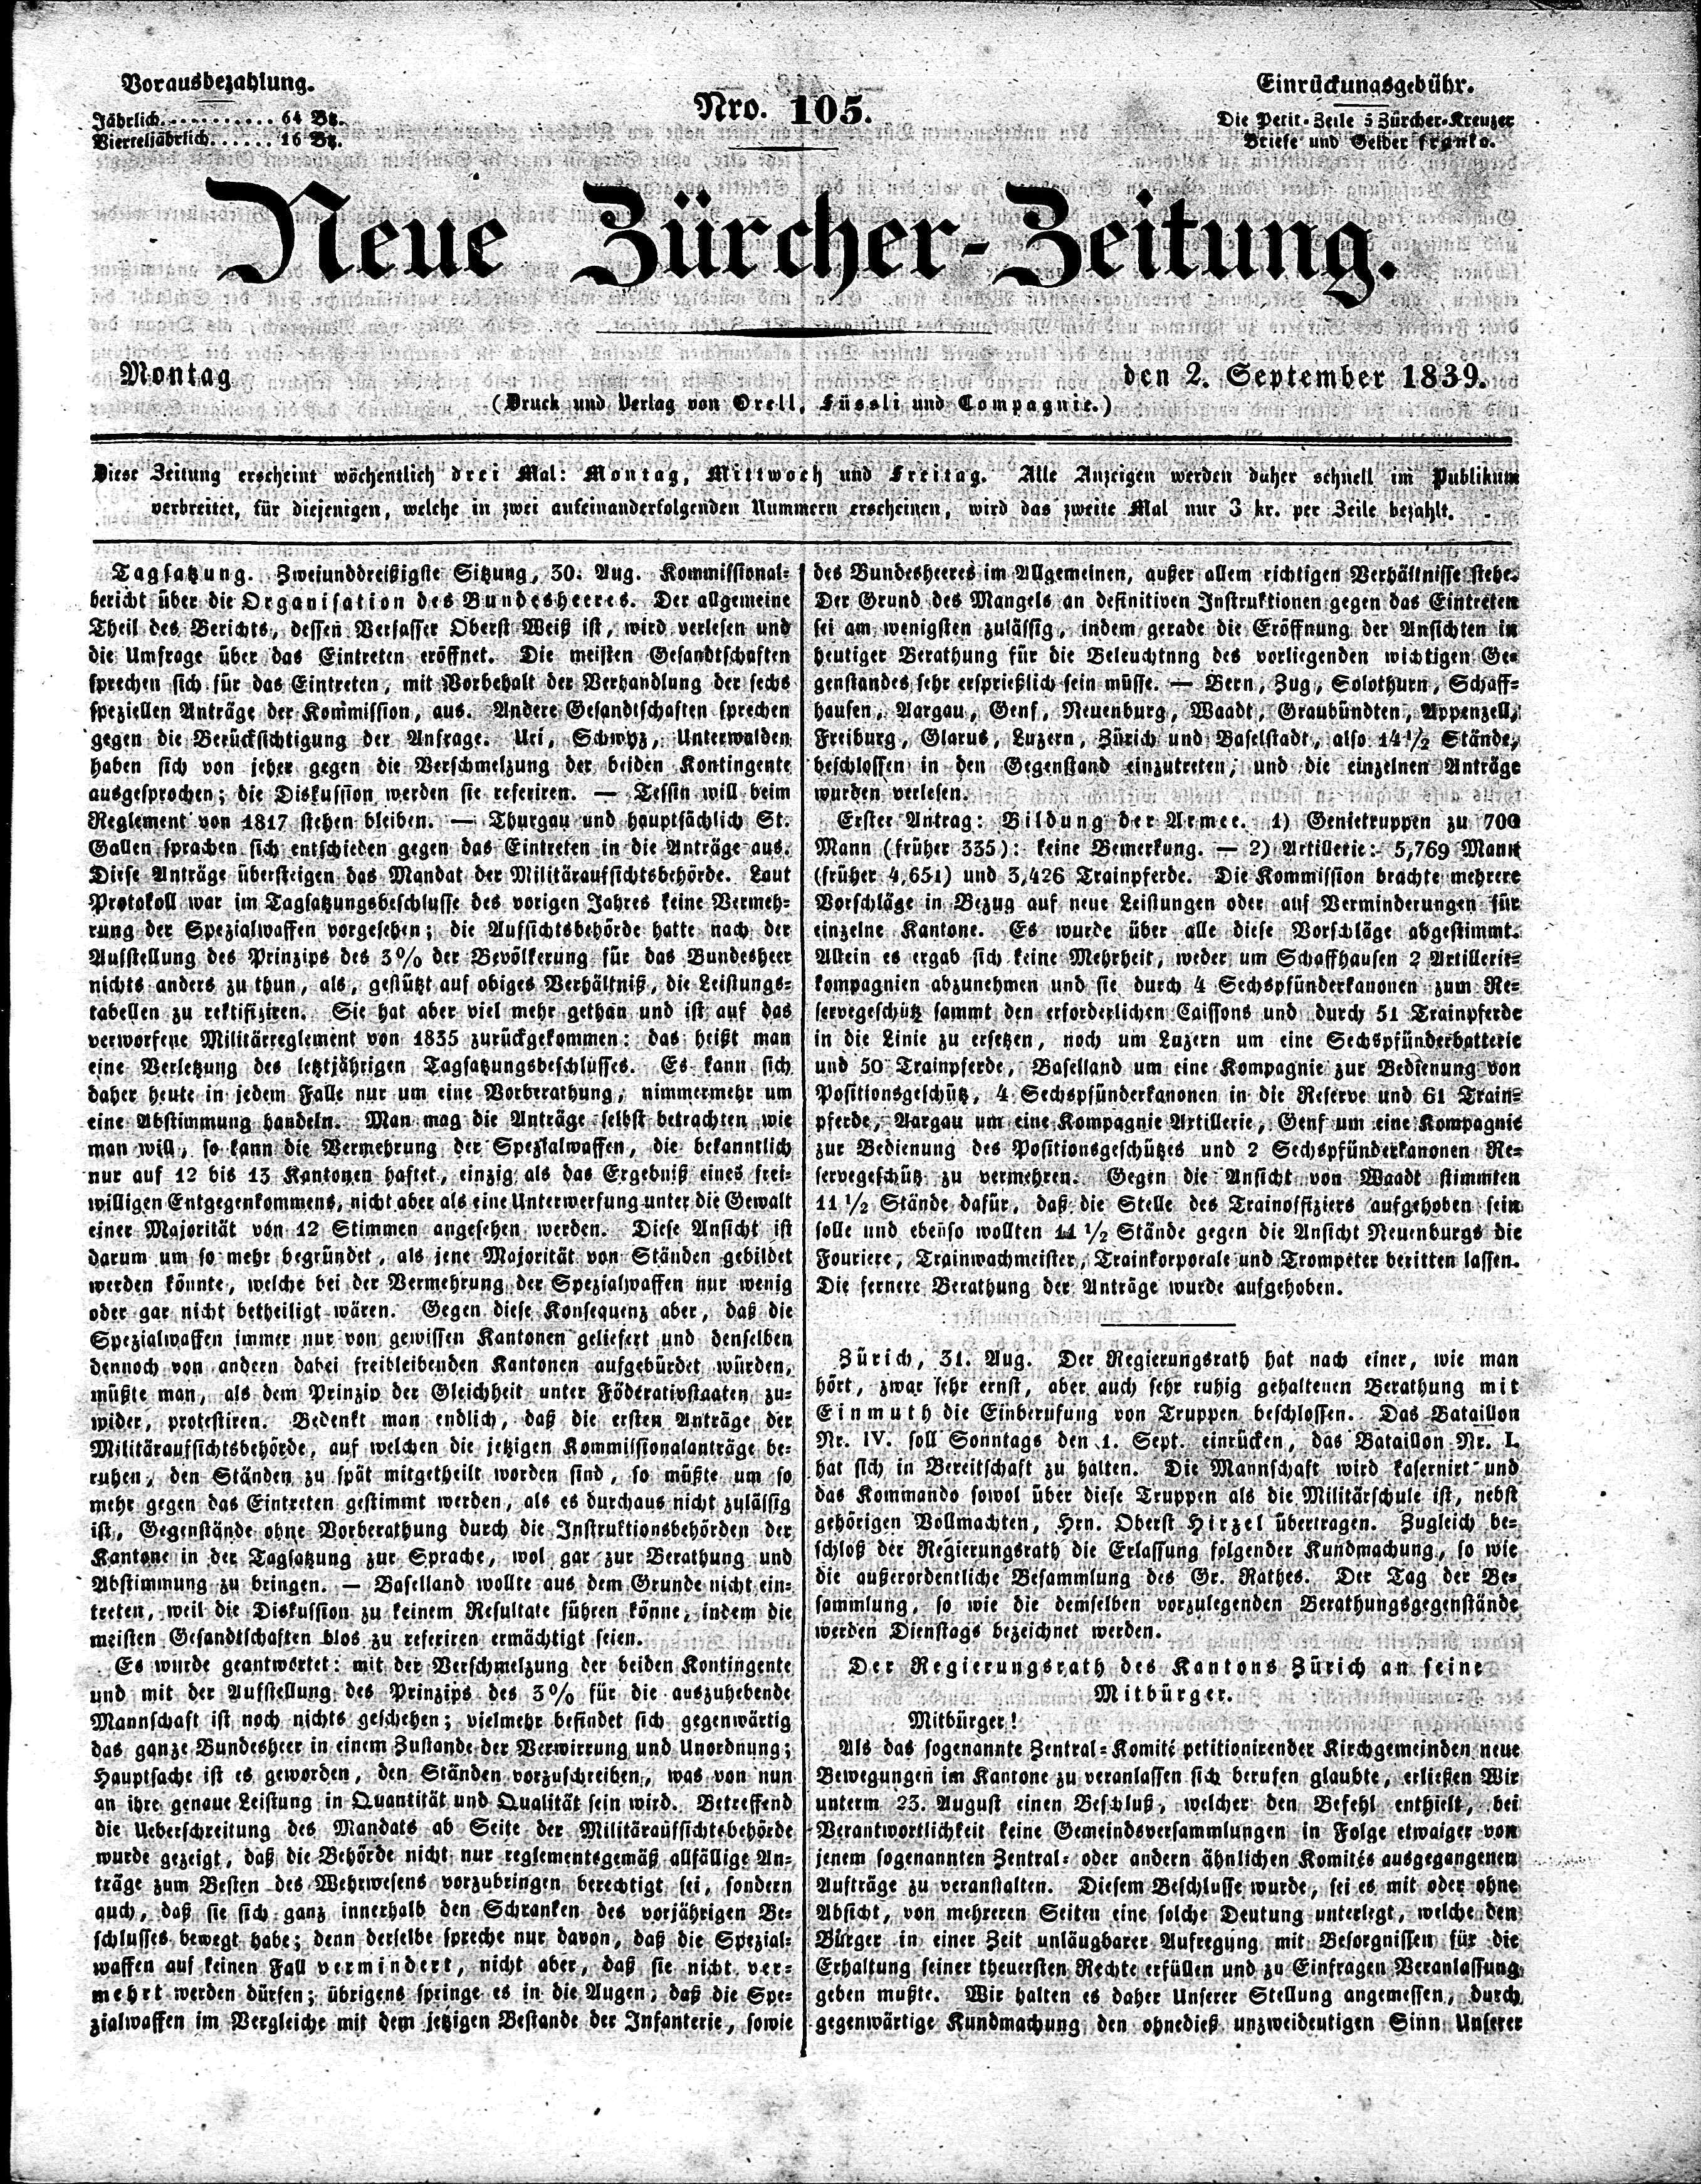 Vorausbezahlung.
Jährlich........... 64 Btz.
Vierteljährlich...... 16 Btz.
Nro. 105.
Einrückungsgebühr.
Die Petit-Zeile 5 Zürcher-Kreuzer
Briefe und Gelder franko.
Neue Zürcher-Zeitung.
Montag
den 2. September 1839.
(Druck und Verlag von Orell, Füssli und Compagnie.)
Diese Zeitung erscheint wöchentlich drei Mal: Montag, Mittwoch und Freitag. Alle Anzeigen werden daher schnell im Publikum
verbreitet, für diejenigen, welche in zwei aufeinanderfolgenden Nummern erscheinen, wird das zweite Mal nur 3 kr. per Zeile bezahlt.
Tagsatzung. Zweiunddreißigste Sitzung, 30. Aug. Kommissional-
bericht über die Organisation des Bundesheeres. Der allgemeine
Theil des Berichts, dessen Verfasser Oberst Weiß ist, wird verlesen und
die Umfrage über das Eintreten eröffnet. Die meisten Gesandtschaften
sprechen sich für das Eintreten, mit Vorbehalt der Verhandlung der sechs
speziellen Anträge der Kommission, aus. Andere Gesandtschaften sprechen
gegen die Berücksichtigung der Anfrage. Uri, Schwyz, Unterwalden
haben sich von jeher gegen die Verschmelzung der beiden Kontingente
ausgesprochen; die Diskussion werden sie referiren. — Tessin will beim
Reglement von 1817 stehen bleiben. — Thurgau und hauptsächlich St.
Gallen sprachen sich entschieden gegen das Eintreten in die Anträge aus.
Diese Anträge übersteigen das Mandat der Militäraufsichtsbehörde. Laut
Protokoll war im Tagsatzungsbeschlusse des vorigen Jahres keine Vermeh-
rung der Spezialwaffen vorgesehen; die Aufsichtsbehörde hatte nach der
Aufstellung des Prinzips des 3% der Bevölkerung für das Bundesheer
nichts anders zu thun, als, gestützt auf obiges Verhältniß, die Leistungs-
tabellen zu rektifiziren. Sie hat aber viel mehr gethan und ist auf das
verworfene Militärreglement von 1835 zurückgekommen: das heißt man
eine Verletzung des letztjährigen Tagsatzungsbeschlusses. Es kann sich
daher heute in jedem Falle nur um eine Vorberathung, nimmermehr um
eine Abstimmung handeln. Man mag die Anträge selbst betrachten wie
man will, so kann die Vermehrung der Spezialwaffen, die bekanntlich
nur auf 12 bis 13 Kantonen haftet, einzig als das Ergebniß eines frei-
willigen Entgegenkommens, nicht aber als eine Unterwerfung unter die Gewalt
einer Majorität von 12 Stimmen angesehen werden. Diese Ansicht ist
darum um so mehr begründet, als jene Majorität von Ständen gebildet
werden könnte, welche bei der Vermehrung der Spezialwaffen nur wenig
oder gar nicht betheiligt wären. Gegen diese Konsequenz aber, daß die
Spezialwaffen immer nur von gewissen Kantonen geliefert und denselben
dennoch von andern dabei freibleibenden Kantonen aufgebürdet würden,
müßte man, als dem Prinzip der Gleichheit unter Föderativstaaten zu-
wider, protestiren. Bedenkt man endlich, daß die ersten Anträge der
Militäraufsichtsbehörde, auf welchen die jetzigen Kommissionalanträge be-
ruhen, den Ständen zu spät mitgetheilt worden sind, so müßte um so
mehr gegen das Eintreten gestimmt werden, als es durchaus nicht zulässig
ist, Gegenstände ohne Vorberathung durch die Instruktionsbehörden der
Kantone in der Tagsatzung zur Sprache, wol gar zur Berathung und
Abstimmung zu bringen. — Baselland wollte aus dem Grunde nicht ein-
treten, weil die Diskussion zu keinem Resultate führen könne, indem die
meisten Gesandtschaften blos zu referiren ermächtigt seien.
Es wurde geantwortet: mit der Verschmelzung der beiden Kontingente
und mit der Aufstellung des Prinzips des 3% für die auszuhebende
Mannschaft ist noch nichts geschehen; vielmehr befindet sich gegenwärtig
das ganze Bundesheer in einem Zustande der Verwirrung und Unordnung;
Hauptsache ist es geworden, den Ständen vorzuschreiben, was von nun
an ihre genaue Leistung in Quantität und Qualität sein wird. Betreffend
die Ueberschreitung des Mandats ab Seite der Militäraufsichtsbehörde
wurde gezeigt, daß die Behörde nicht nur reglementsgemäß allfällige An-
träge zum Besten des Wehrwesens vorzubringen berechtigt sei, sondern
auch, daß sie sich ganz innerhalb den Schranken des vorjährigen Be-
schlusses bewegt habe; denn derselbe spreche nur davon, daß die Spezial-
waffen auf keinen Fall vermindert, nicht aber, daß sie nicht ver-
mehrt werden dürfen; übrigens springe es in die Augen, daß die Spe-
zialwaffen im Vergleiche mit dem jetzigen Bestande der Infanterie, sowie
des Bundesheeres im Allgemeinen, außer allem richtigen Verhältnisse stehe.
Der Grund des Mangels an definitiven Instruktionen gegen das Eintreten
sei am wenigsten zulässig, indem gerade die Eröffnung der Ansichten in
heutiger Berathung für die Beleuchtnng des vorliegenden wichtigen Ge-
genstandes sehr ersprießlich sein müsse. — Bern, Zug, Solothurn, Schaff-
hausen, Aargau, Genf, Neuenburg, Waadt, Graubündten, Appenzell,
Freiburg, Glarus, Luzern, Zürich und Baselstadt, also 14 1/2 Stände,
beschlossen in den Gegenstand einzutreten, und die einzelnen Anträge
wurden verlesen.
Erster Antrag: Bildung der Armee. 1) Genietruppen zu 700
Mann (früher 335): keine Bemerkung. — 2) Artillerie: 5,769 Mann
(früher 4,651) und 3,426 Trainpferde. Die Kommission brachte mehrere
Vorschläge in Bezug auf neue Leistungen oder auf Verminderungen für
einzelne Kantone. Es wurde über alle diese Vorschläge abgestimmt.
Allein es ergab sich keine Mehrheit, weder um Schaffhausen 2 Artillerie-
kompagnien abzunehmen und sie durch 4 Sechspfünderkanonen zum Re-
servegeschütz sammt den erforderlichen Caissons und durch 51 Trainpferde
in die Linie zu ersetzen, noch um Luzern um eine Sechspfünderbatterie
und 50 Trainpferde, Baselland um eine Kompagnie zur Bedienung von
Positionsgeschütz, 4 Sechspfünderkanonen in die Reserve und 61 Train-
pferde, Aargau um eine Kompagnie Artillerie, Genf um eine Kompagnie
zur Bedienung des Positionsgeschützes und 2 Sechspfünderkanonen Re-
servegeschütz zu vermehren. Gegen die Ansicht von Waadt stimmten
11 1/2 Stände dafür, daß die Stelle des Trainoffiziers aufgehoben sein
solle und ebenso wollten 11 1/2 Stände gegen die Ansicht Neuenburgs die
Fouriere, Trainwachmeister, Trainkorporale und Trompeter beritten lassen.
Die fernere Berathung der Anträge wurde aufgehoben.
Zürich, 31. Aug. Der Regierungsrath hat nach einer, wie man
hört, zwar sehr ernst, aber auch sehr ruhig gehaltenen Berathung mit
Einmuth die Einberufung von Truppen beschlossen. Das Bataillon
Nr. IV. soll Sonntags den 1. Sept. einrücken, das Bataillon Nr. I.
hat sich in Bereitschaft zu halten. Die Mannschaft wird kasernirt und
das Kommando sowol über diese Truppen als die Militärschule ist, nebst
gehörigen Vollmachten, Hrn. Oberst Hirzel übertragen. Zugleich be-
schloß der Regierungsrath die Erlassung folgender Kundmachung, so wie
die außerordentliche Besammlung des Gr. Rathes. Der Tag der Be-
sammlung, so wie die demselben vorzulegenden Berathungsgegenstände
werden Dienstags bezeichnet werden.
Der Regierungsrath des Kantons Zürich an seine
Mitbürger.
Mitbürger!
Als das sogenannte Zentral-Komité petitionirender Kirchgemeinden neue
Bewegungen im Kantone zu veranlassen sich berufen glaubte, erließen Wir
unterm 23. August einen Beschluß, welcher den Befehl enthielt, bei
Verantwortlichkeit keine Gemeindsversammlungen in Folge etwaiger von
jenem sogenannten Zentral- oder andern ähnlichen Komités ausgegangenen
Aufträge zu veranstalten. Diesem Beschlusse wurde, sei es mit oder ohne
Absicht, von mehreren Seiten eine solche Deutung unterlegt, welche den
Bürger in einer Zeit unläugbarer Aufregung mit Besorgnissen für die
Erhaltung seiner theuersten Rechte erfüllen und zu Einfragen Veranlassung
geben mußte. Wir halten es daher Unserer Stellung angemessen, durch
gegenwärtige Kundmachung den ohnedieß unzweideutigen Sinn Unserer